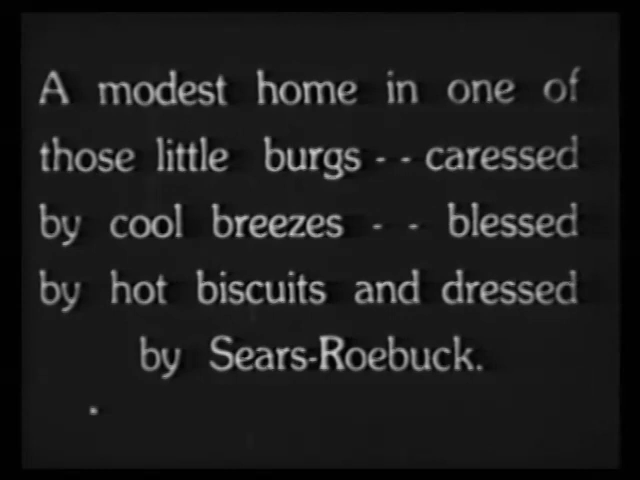 A modest home in one of
those little burgs - - caressed
by cool breezes - - blessed
by hot biscuits and dressed
by Sears-Roebuck.